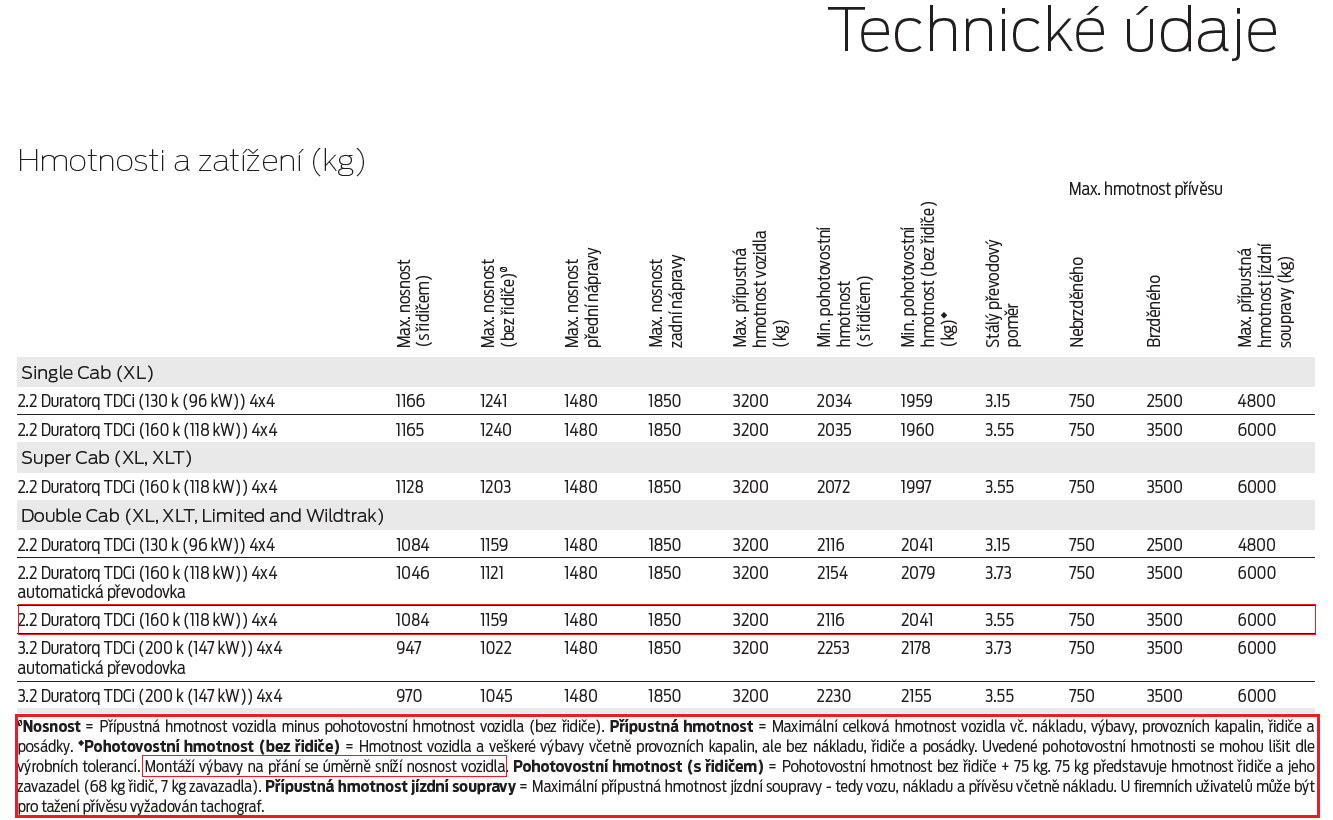 Technické údaje
Hmotnosti a zatížení (kg)
Max. hmotnost přívěsu
Max. nosnost
(s řidičem)
Max. nosnost
(bez řidiče)ø
Max. nosnost
přední nápravy
Max. nosnost
zadní nápravy
Max. přípustná
hmotnost vozidla
(kg)
Min. pohotovostní
hmotnost
(s řidičem)
Min. pohotovostní
hmotnost (bez řidiče)
(kg)◆
Stálý převodový
poměr
Nebrzděného
Brzděného
Max. přípustná
hmotnost jízdní
soupravy (kg)
Single Cab (XL)
2.2 Duratorq TDCi (130 k (96 kW)) 4x4 1166 1241 1480 1850 3200 2034 1959 3.15 750 2500 4800
2.2 Duratorq TDCi (160 k (118 kW)) 4x4 1165 1240 1480 1850 3200 2035 1960 3.55 750 3500 6000
Super Cab (XL, XLT)
2.2 Duratorq TDCi (160 k (118 kW)) 4x4 1128 1203 1480 1850 3200 2072 1997 3.55 750 3500 6000
Double Cab (XL, XLT, Limited and Wildtrak)
2.2 Duratorq TDCi (130 k (96 kW)) 4x4 1084 1159 1480 1850 3200 2116 2041 3.15 750 2500 4800
2.2 Duratorq TDCi (160 k (118 kW)) 4x4 1046 1121 1480 1850 3200 2154 2079 3.73 750 3500 6000
automatická převodovka
2.2 Duratorq TDCi (160 k (118 kW)) 4x4 1084 1159 1480 1850 3200 2116 2041 3.55 750 3500 6000
3.2 Duratorq TDCi (200 k (147 kW)) 4x4 947 1022 1480 1850 3200 2253 2178 3.73 750 3500 6000
automatická převodovka
3.2 Duratorq TDCi (200 k (147 kW)) 4x4 970 1045 1480 1850 3200 2230 2155 3.55 750 3500 6000
øNosnost = Přípustná hmotnost vozidla minus pohotovostní hmotnost vozidla (bez řidiče). Přípustná hmotnost = Maximální celková hmotnost vozidla vč. nákladu, výbavy, provozních kapalin, řidiče a
posádky. ◆Pohotovostní hmotnost (bez řidiče) = Hmotnost vozidla a veškeré výbavy včetně provozních kapalin, ale bez nákladu, řidiče a posádky. Uvedené pohotovostní hmotnosti se mohou lišit dle
výrobních tolerancí. Montáží výbavy na přání se úměrně sníží nosnost vozidla. Pohotovostní hmotnost (s řidičem) = Pohotovostní hmotnost bez řidiče + 75 kg. 75 kg představuje hmotnost řidiče a jeho
zavazadel (68 kg řidič, 7 kg zavazadla). Přípustná hmotnost jízdní soupravy = Maximální přípustná hmotnost jízdní soupravy - tedy vozu, nákladu a přívěsu včetně nákladu. U firemních uživatelů může být
pro tažení přívěsu vyžadován tachograf.